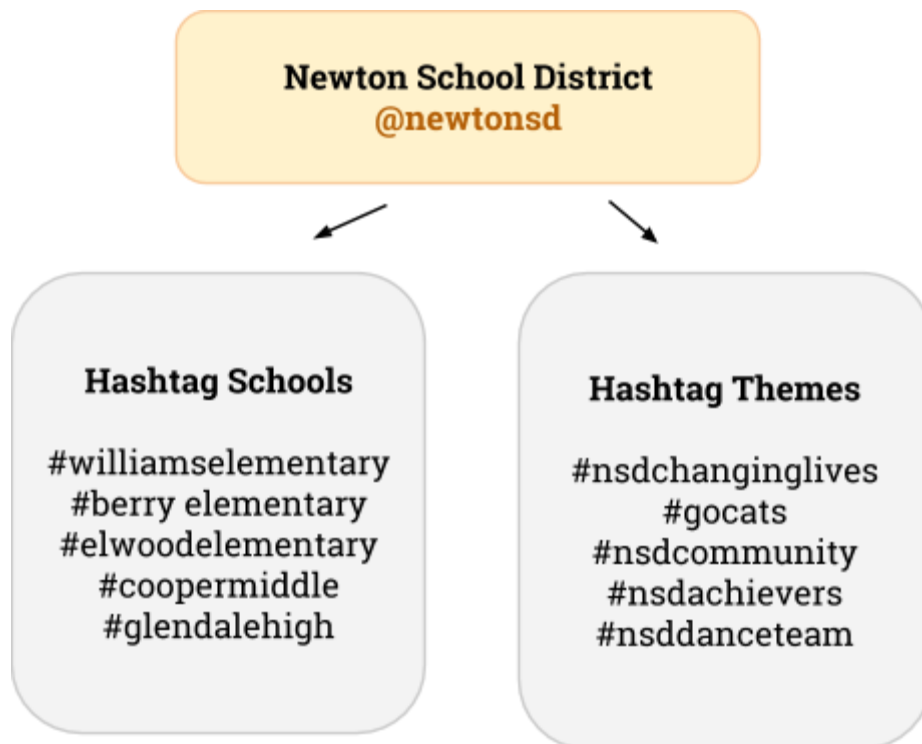 Newton School District
@newtonsd
Hashtag Schools
#williamselementary
#berry elementary
#elwoodelementary
#coopermiddle
#glendalehigh
Hashtag Themes
#nsdchanginglives
#gocats
#nsdcommunity
#nsdachievers
#nsddanceteam